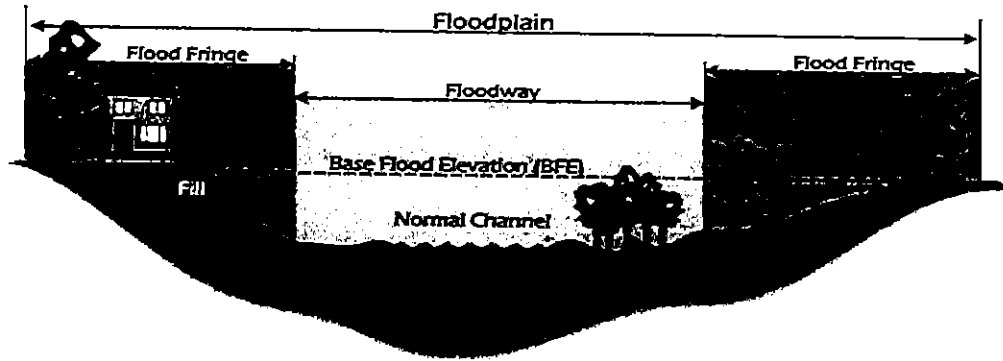 Floodplain
Flood Fringe
Flood Fringe
Floodway
Base Flood Elevation (BFE)
Fill
Normal Channel